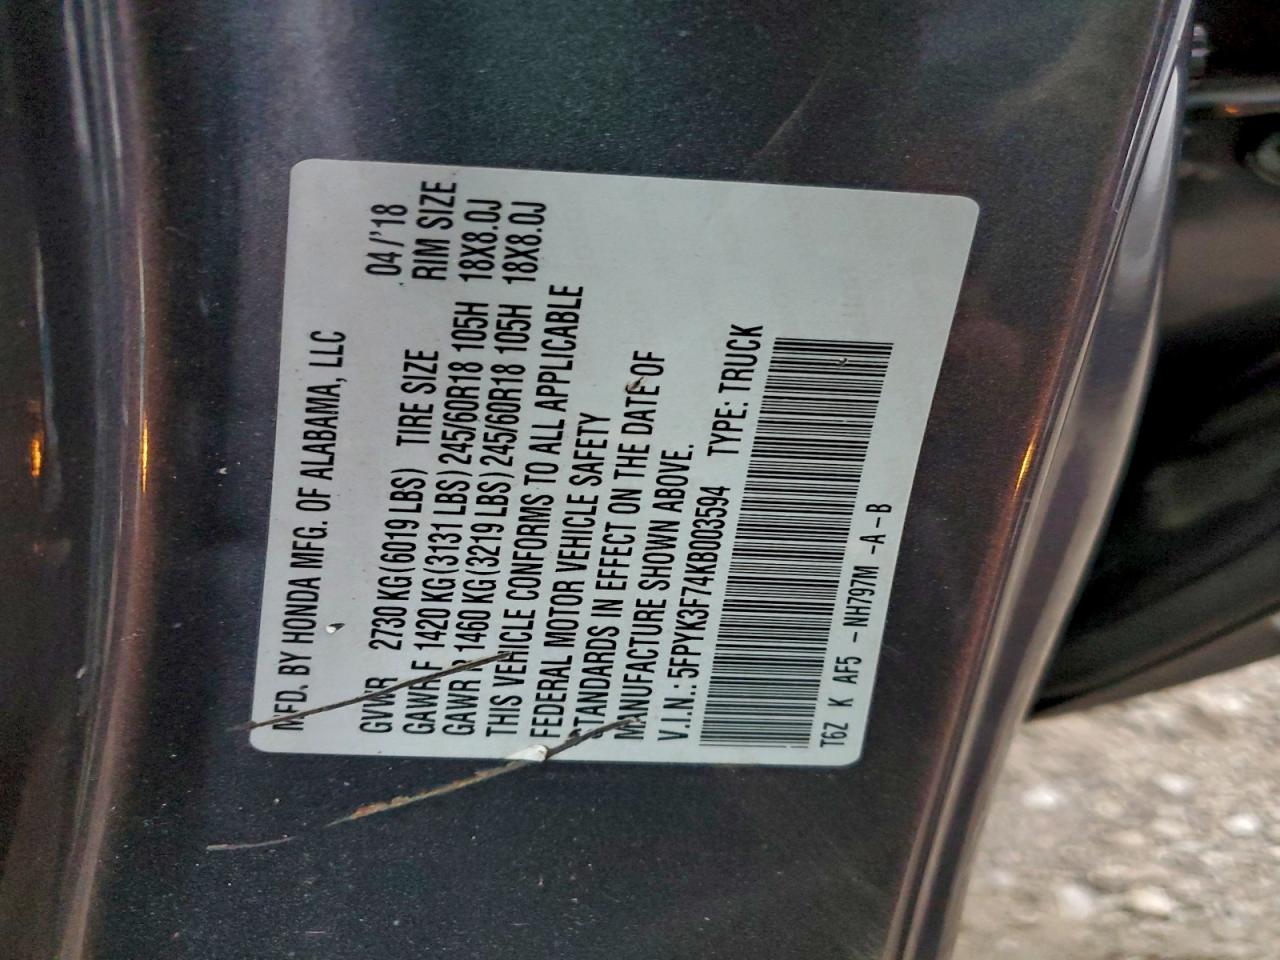 MFD. BY HONDA MFG. OF ALABAMA, LLC
04/'18
GVWR 2730 KG(6019 LBS) TIRE SIZE RIM SIZE
GAWR F 1420 KG(3131 LBS)245/60R18 105H 18X8.0J
GAWR R 1460 KG(3219 LBS)245/60R18 105H 18X8.0J
THIS VEHICLE CONFORMS TO ALL APPLICABLE
FEDERAL MOTOR VEHICLE SAFETY
STANDARDS IN EFFECT ON THE DATE OF
MANUFACTURE SHOWN ABOVE.
V.I.N.: 5FPYK3F74KB003594 TYPE: TRUCK
T6Z K AF5 -NH797M -A-B